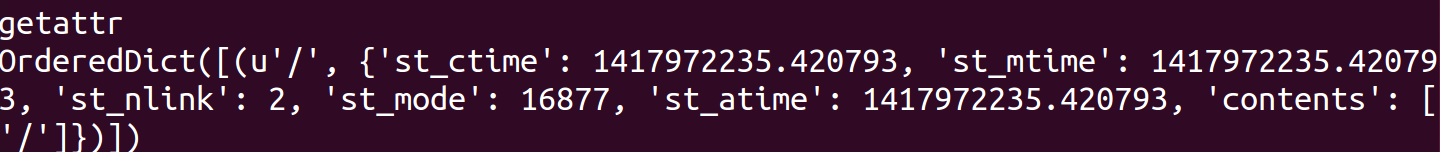 getattr
OrderedDict([(u'/', {'st_ctime': 1417972235.420793, 'st_mtime': 1417972235.42079
3, 'st_nlink': 2, 'st_mode': 16877, 'st_atime': 1417972235.420793, 'contents': [
'/']})])